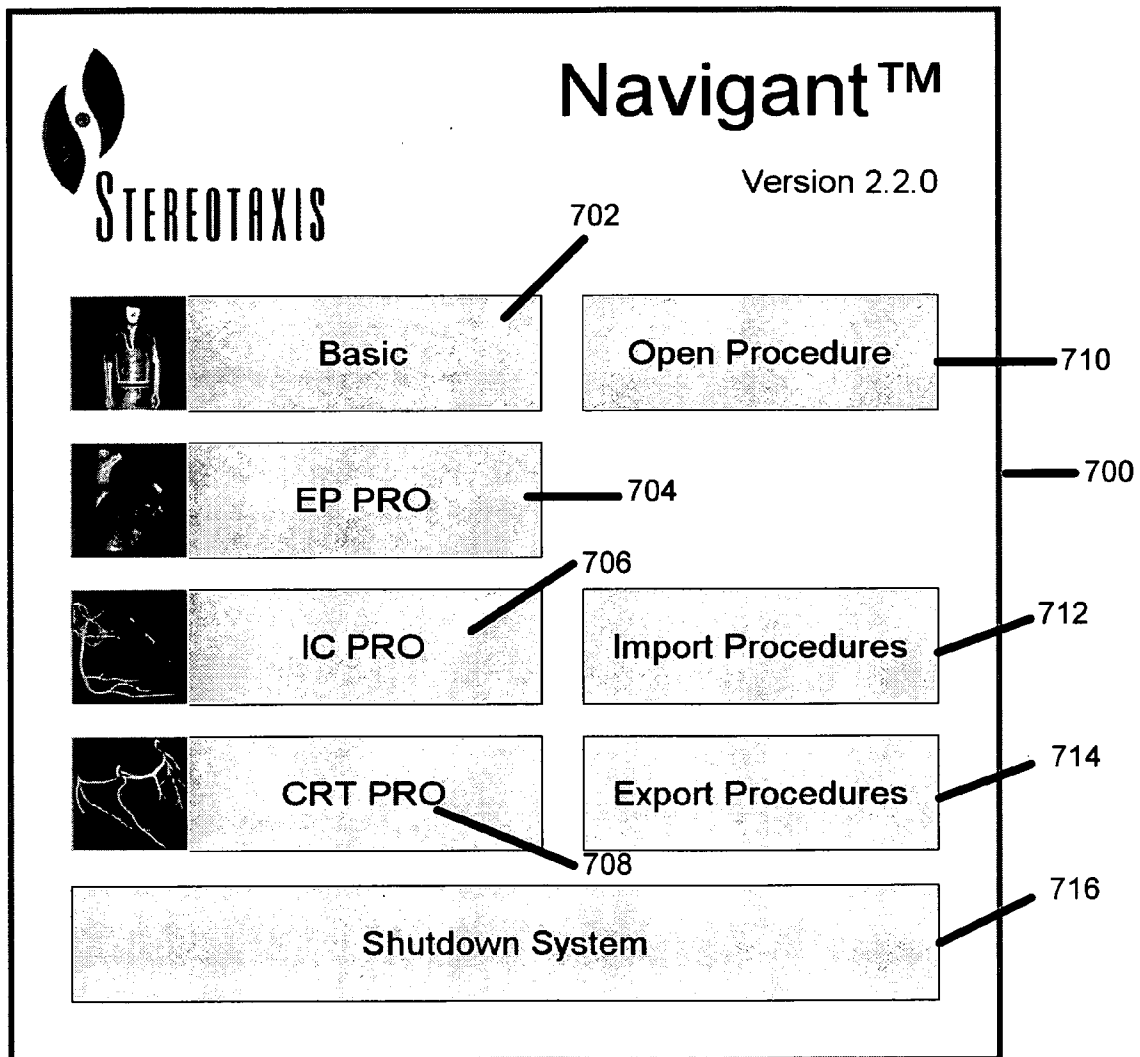 Navigant™
Version 2.2.0
STEREOTAXIS
702
Basic
Open Procedure
710
700
EP PRO
704
706
IC PRO
Import Procedures
712
CRT PRO
Export Procedures
714
708
Shutdown System
716